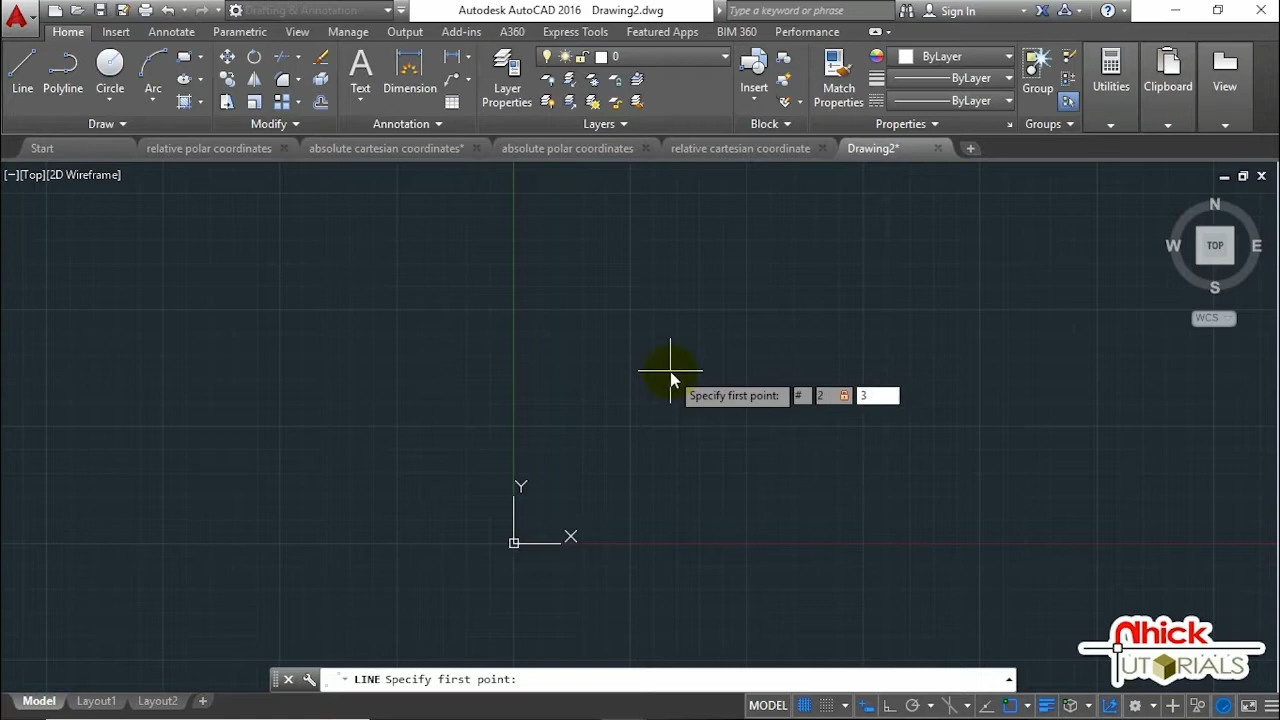 Drafting & Annotation
Autodesk AutoCAD 2016 Drawing2.dwg
Type a keyword or phrase
Sign In
Home Insert Annotate Parametric View Manage Output Add-ins A360 Express Tools Featured Apps BIM 360 Performance
Line Polyline Circle Arc
Draw
Modify
Text Dimension
Annotation
Layer Properties
0
Layers
Insert
Block
Match Properties
ByLayer
ByLayer
ByLayer
Properties
Group
Groups
Utilities
Clipboard
View
Start relative polar coordinates absolute cartesian coordinates* absolute polar coordinates relative cartesian coordinate Drawing2*
[−][Top][2D Wireframe]
N
W TOP E
S
WCS
Specify first point: # 2 3
Y
X
Nhick
TUTORIALS
LINE Specify first point:
Model Layout1 Layout2 +
MODEL